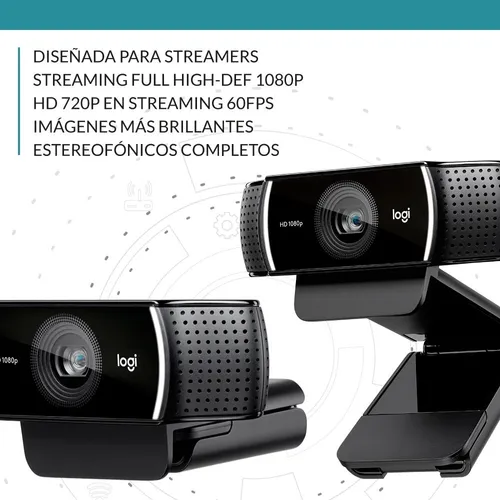 DISEÑADA PARA STREAMERS
STREAMING FULL HIGH-DEF 1080P
HD 720P EN STREAMING 60FPS
IMÁGENES MÁS BRILLANTES
ESTEREOFÓNICOS COMPLETOS
HD 1080p
logi
1080p
logi